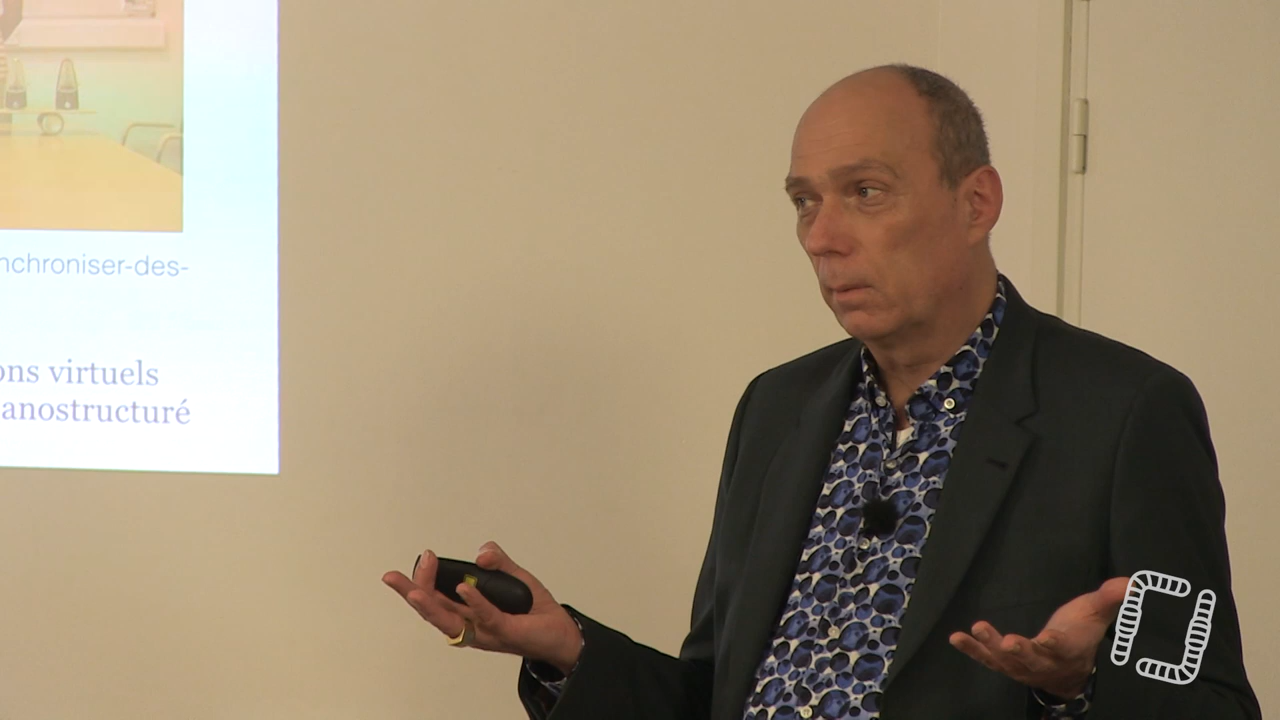 nchroniser-des-
ons virtuels
anostructuré